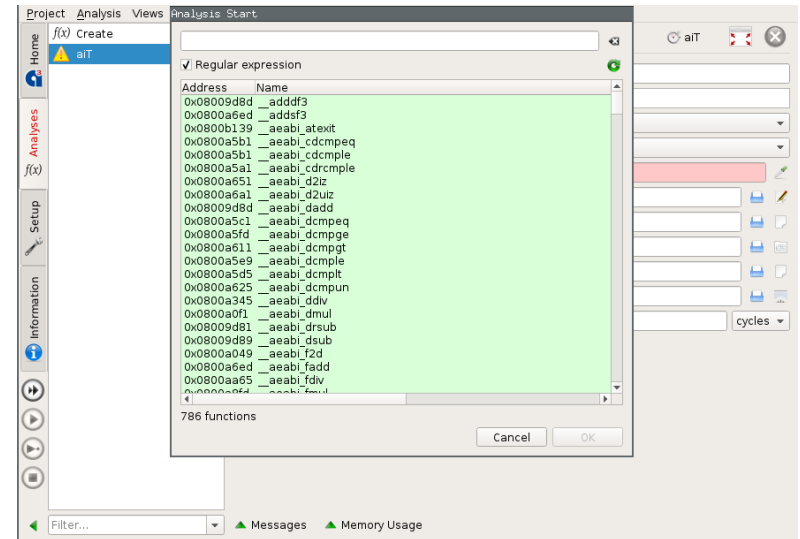 Project Analysis Views Analysis Start
Home
f(x) Create
aiT
aiT
Regular expression
Address Name
0x08009d8d __adddf3
0x0800a6ed __addsf3
0x0800b139 __aeabi_atexit
0x0800a5b1 __aeabi_cdcmpeq
0x0800a5b1 __aeabi_cdcmple
0x0800a5a1 __aeabi_cdrcmple
0x0800a651 __aeabi_d2iz
0x0800a6a1 __aeabi_d2uiz
0x08009d8d __aeabi_dadd
0x0800a5c1 __aeabi_dcmpeq
0x0800a5fd __aeabi_dcmpge
0x0800a611 __aeabi_dcmpgt
0x0800a5e9 __aeabi_dcmple
0x0800a5d5 __aeabi_dcmplt
0x0800a625 __aeabi_dcmpun
0x0800a345 __aeabi_ddiv
0x0800a0f1 __aeabi_dmul
0x08009d81 __aeabi_drsub
0x08009d89 __aeabi_dsub
0x0800a049 __aeabi_f2d
0x0800a6ed __aeabi_fadd
0x0800aa65 __aeabi_fdiv
0x0800a8fd __aeabi_fmul
786 functions
Cancel OK
Analyses
f(x)
Setup
Information
cycles
Filter...
Messages
Memory Usage